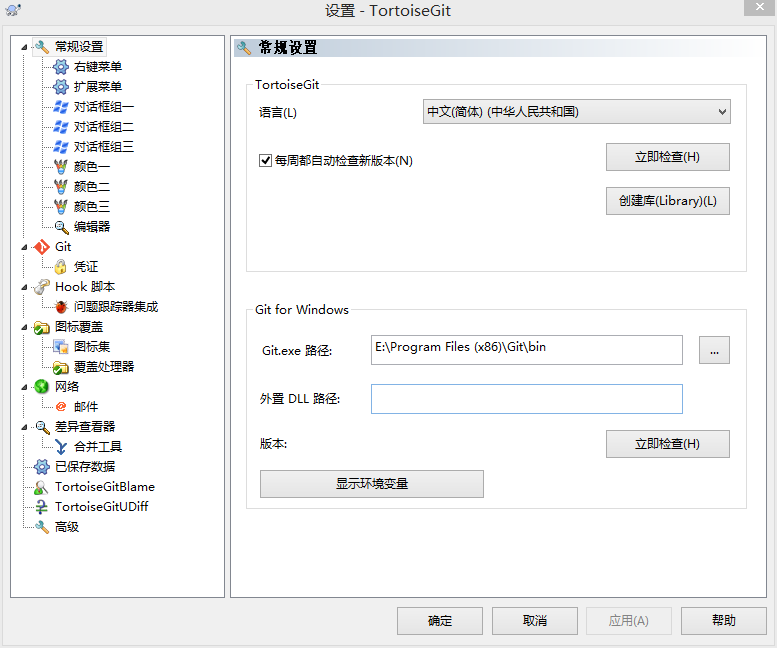 设置 - TortoiseGit
常规设置
右键菜单
扩展菜单
对话框组一
对话框组二
对话框组三
颜色一
颜色二
颜色三
编辑器
Git
凭证
Hook 脚本
问题跟踪器集成
图标覆盖
图标集
覆盖处理器
网络
邮件
差异查看器
合并工具
已保存数据
TortoiseGitBlame
TortoiseGitUDiff
高级
常规设置
TortoiseGit
语言(L)
中文(简体) (中华人民共和国)
每周都自动检查新版本(N)
立即检查(H)
创建库(Library)(L)
Git for Windows
Git.exe 路径:
E:\Program Files (x86)\Git\bin
...
外置 DLL 路径:
版本:
立即检查(H)
显示环境变量
确定
取消
应用(A)
帮助